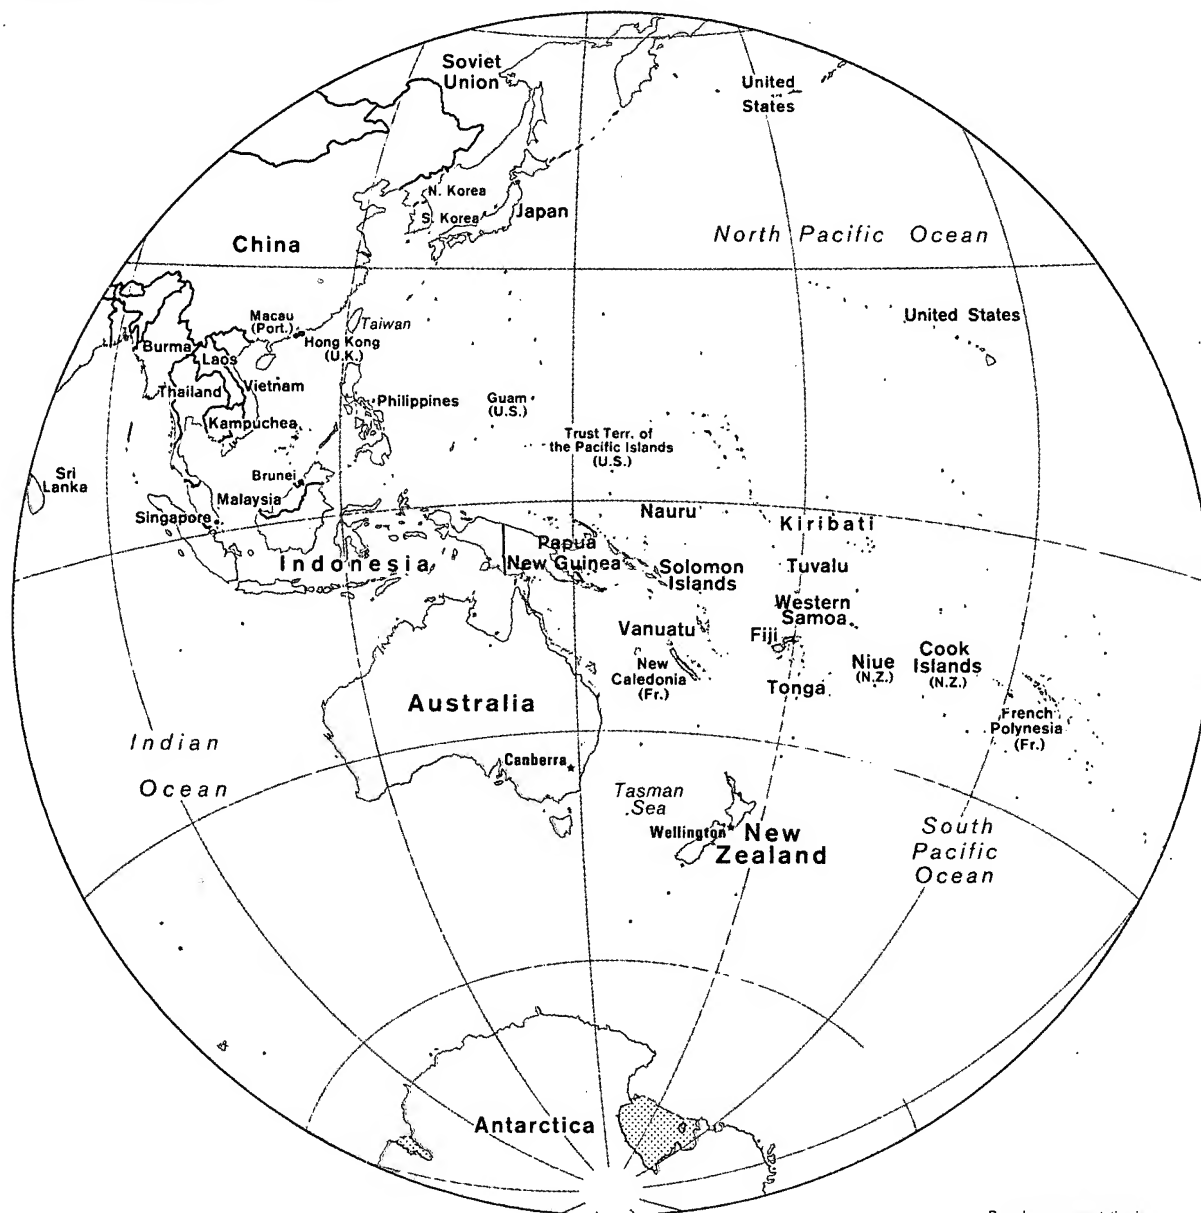 Soviet
Union
United
States
N. Korea
S. Korea
Japan
China
North Pacific Ocean
Macau
(Port.)
Taiwan
Hong Kong
(U.K.)
United States
Burma
Laos
Thailand
Vietnam
Kampuchea
Philippines
Guam
(U.S.)
Trust Terr. of
the Pacific Islands
(U.S.)
Sri
Lanka
Brunei
Malaysia
Singapore
Nauru
Kiribati
Indonesia
Papua
New Guinea
Solomon
Islands
Tuvalu
Western
Samoa
Vanuatu
Fiji
New
Caledonia
(Fr.)
Tonga
Niue
(N.Z.)
Cook
Islands
(N.Z.)
French
Polynesia
(Fr.)
Australia
Indian
Ocean
Canberra
Tasman
Sea
Wellington
New
Zealand
South
Pacific
Ocean
Antarctica